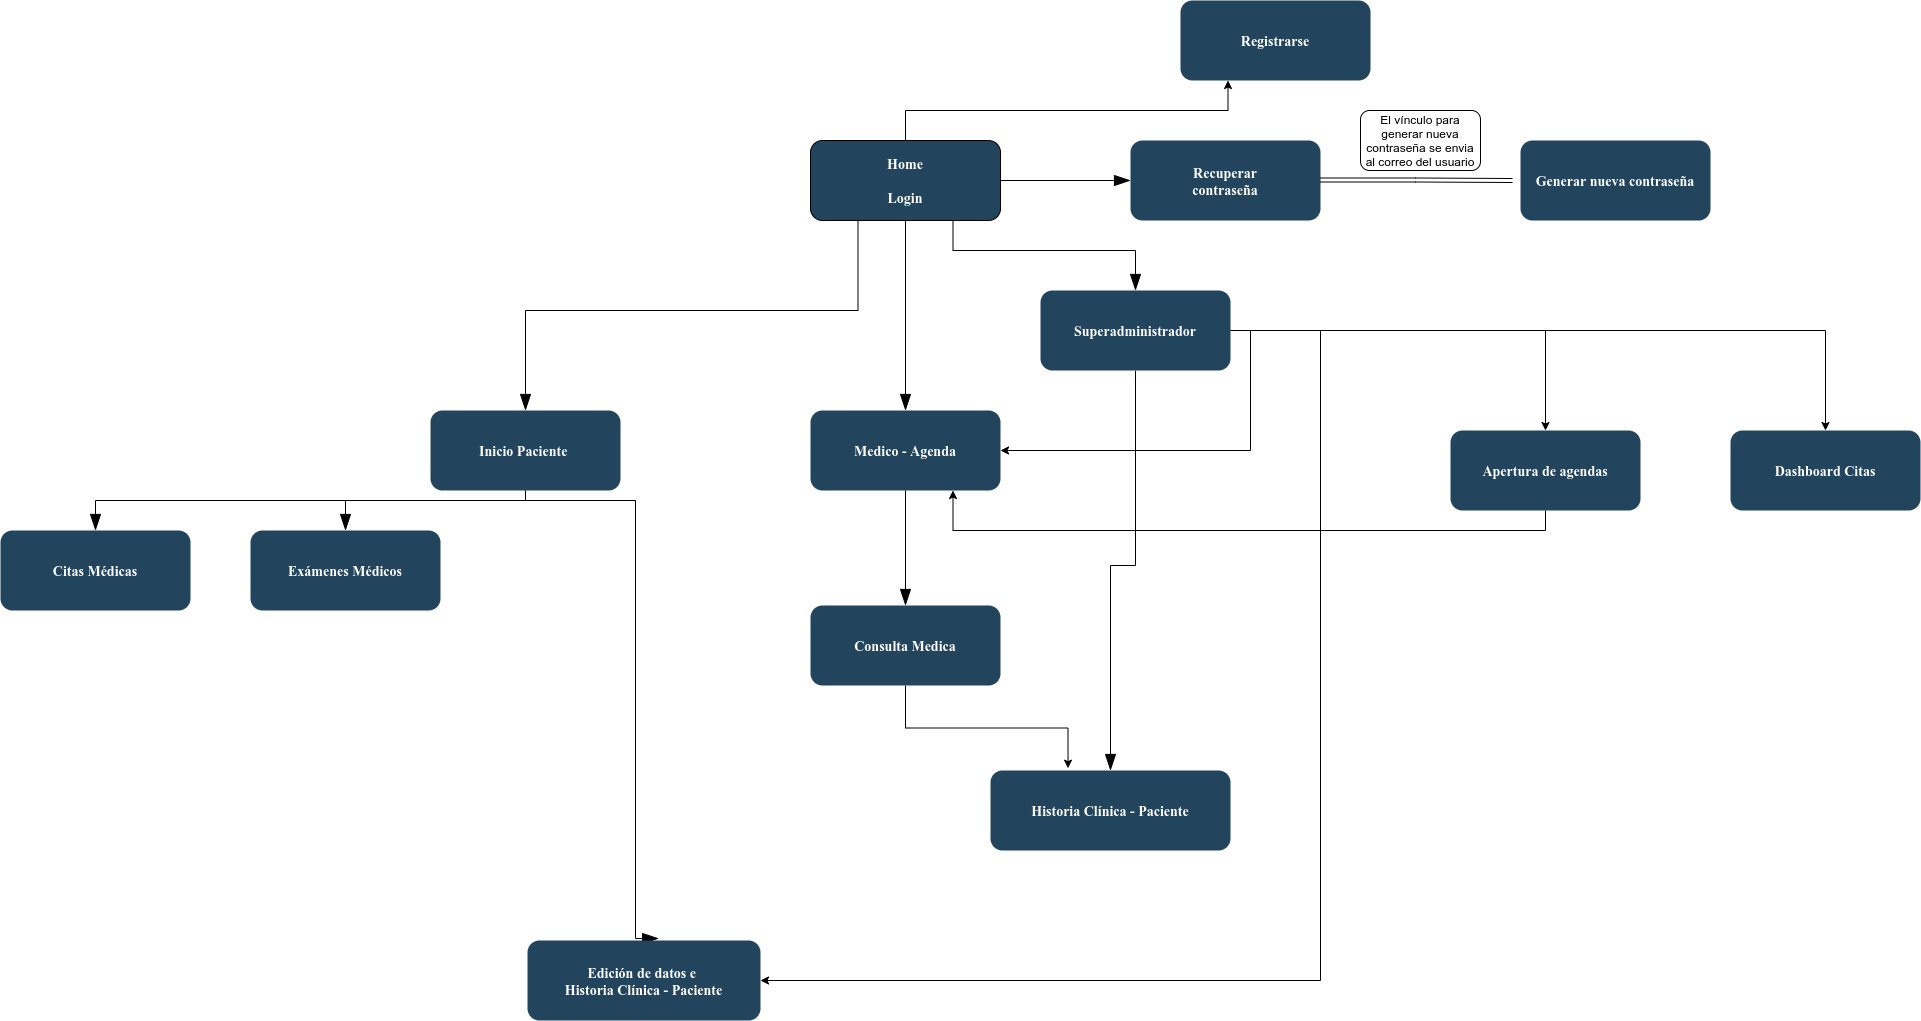 Registrarse
El vínculo para
generar nueva
contraseña se envia
al correo del usuario
Home
Login
Recuperar
contraseña
Generar nueva contraseña
Superadministrador
Inicio Paciente
Medico - Agenda
Apertura de agendas
Dashboard Citas
Citas Médicas
Exámenes Médicos
Consulta Medica
Historia Clínica - Paciente
Edición de datos e
Historia Clínica - Paciente